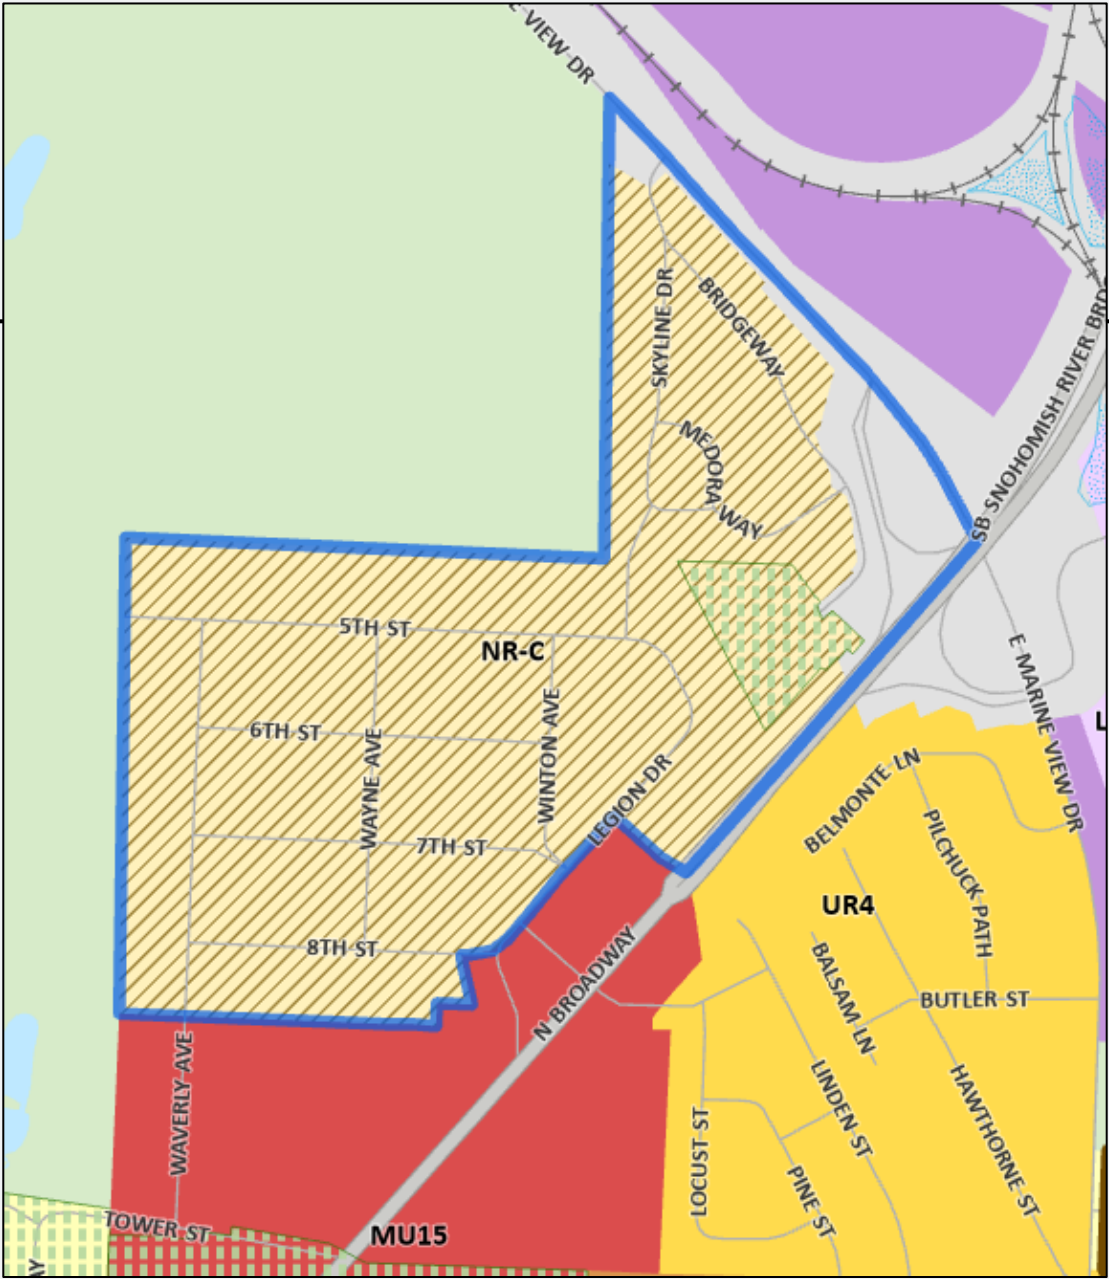 E VIEW DR
SKYLINE DR
BRIDGEWAY
MEDORA WAY
SB SNOHOMISH RIVER BRD
5TH ST
NR-C
6TH ST
WAYNE AVE
WINTON AVE
LEGION DR
7TH ST
8TH ST
E MARINE VIEW DR
L
BELMONTE LN
PILCHUCK PATH
UR4
BALSAM LN
BUTLER ST
N BROADWAY
WAVERLY AVE
LINDEN ST
HAWTHORNE ST
LOCUST ST
PINE ST
TOWER ST
MU15
AY